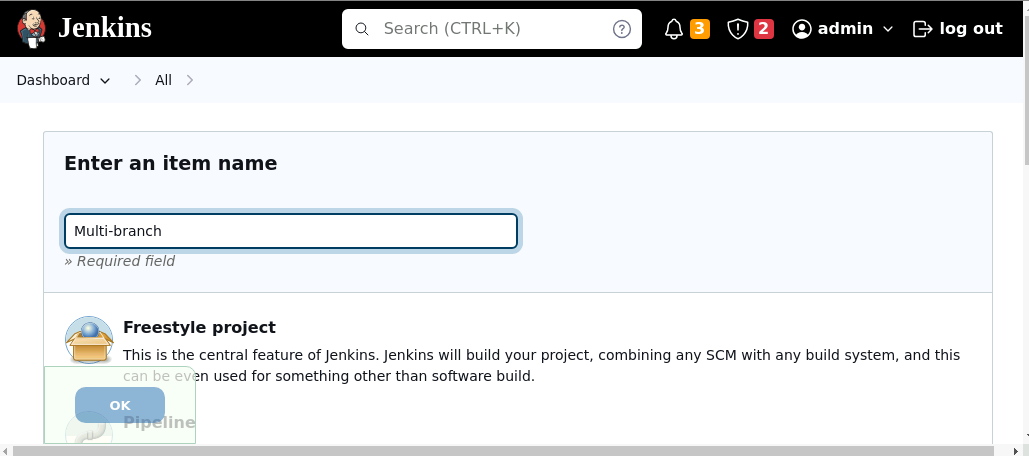 Jenkins
Search (CTRL+K)
3
2
admin
log out
Dashboard
All
Enter an item name
Multi-branch
» Required field
Freestyle project
This is the central feature of Jenkins. Jenkins will build your project, combining any SCM with any build system, and this
can be even used for something other than software build.
OK
Pipeline